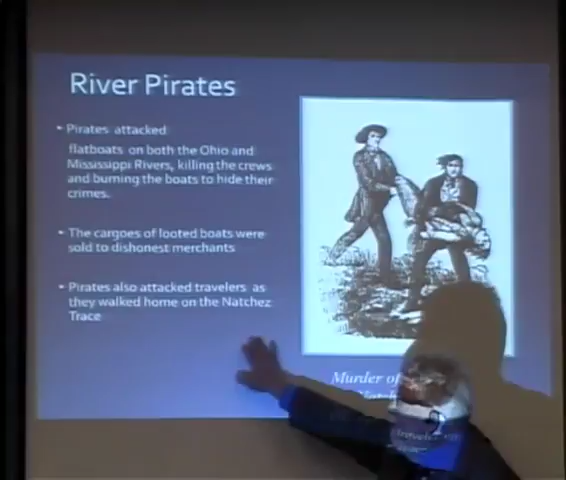 River Pirates
• Pirates attacked
flatboats on both the Ohio and
Mississippi Rivers, killing the crews
and burning the boats to hide their
crimes.
• The cargoes of looted boats were
sold to dishonest merchants
• Pirates also attacked travelers as
they walked home on the Natchez
Trace
Murder of